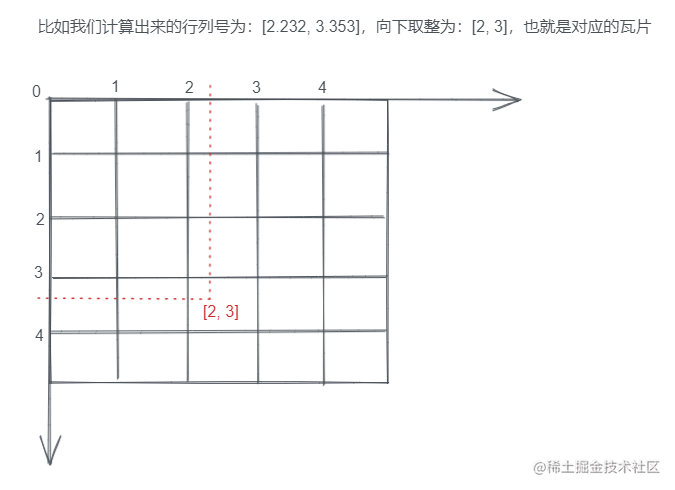 比如我们计算出来的行列号为：[2.232, 3.353]，向下取整为：[2, 3]，也就是对应的瓦片
0 1 2 3 4
1
2
3
[2, 3]
4
@稀土掘金技术社区